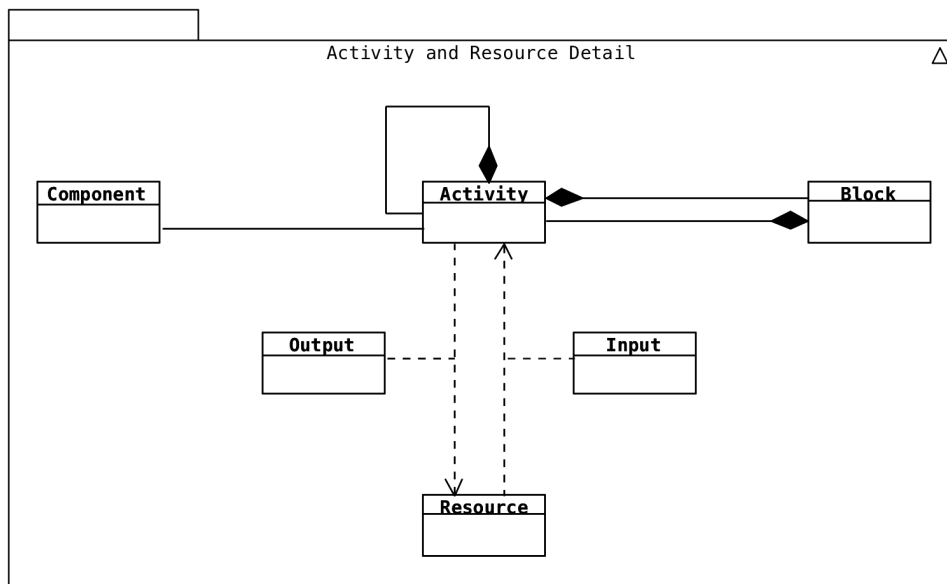 Activity and Resource Detail
Component
Activity
Block
Output
Input
Resource